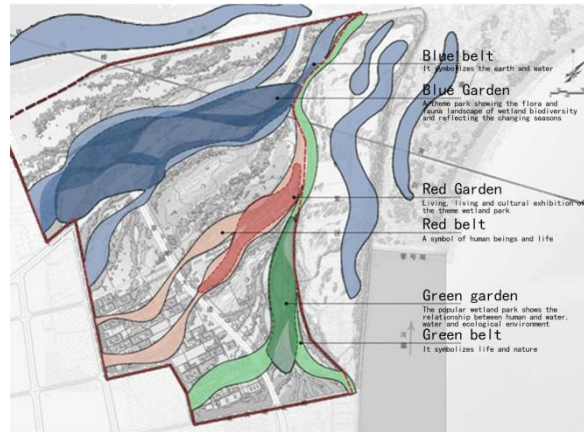 Blue belt
It symbolizes the earth and water
Blue Garden
A theme park showing the flora and
fauna landscape of wetland biodiversity
and reflecting the changing seasons
Red Garden
Living, living and cultural exhibition of
the theme wetland park
Red belt
A symbol of human beings and life
Green garden
The popular wetland park shows the
relationship between human and water,
water and ecological environment
Green belt
It symbolizes life and nature